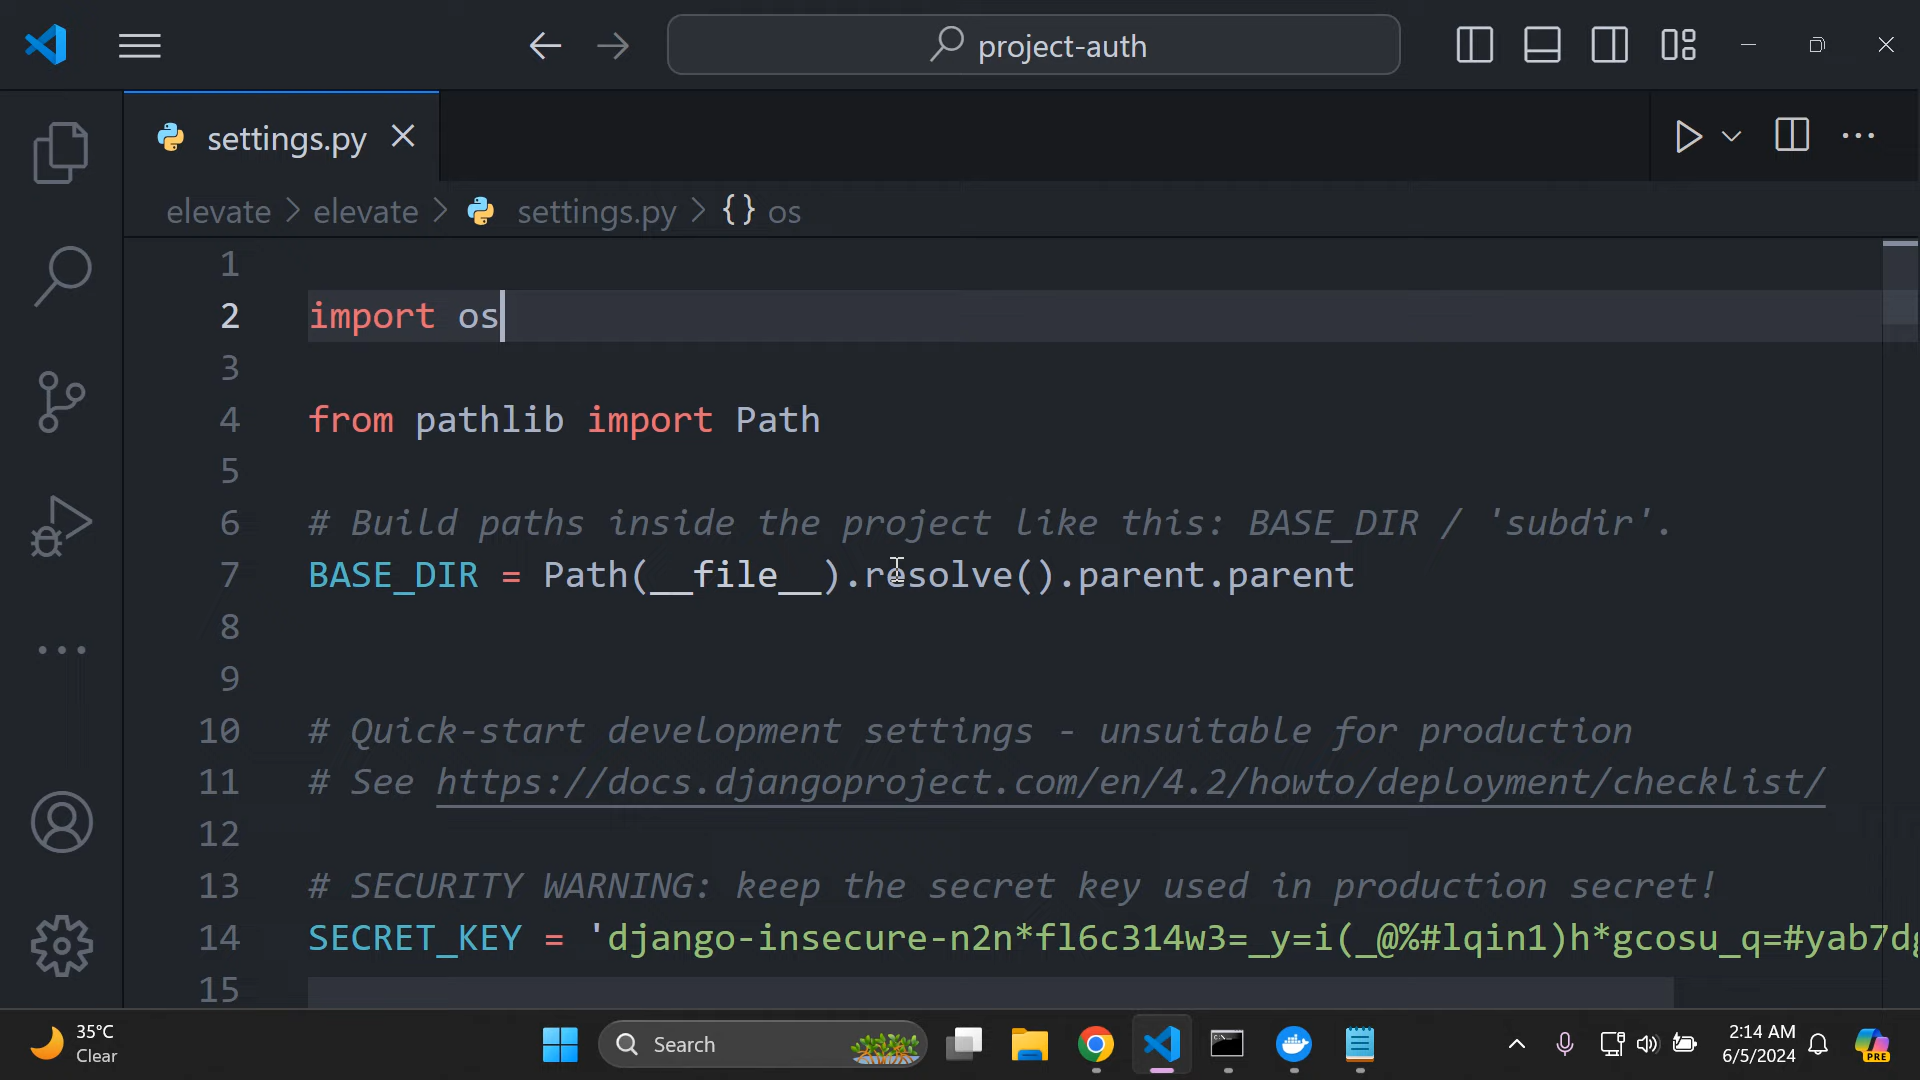 project-auth
settings.py
elevate > elevate > settings.py > {} os
1
2 import os
3
4 from pathlib import Path
5
6 # Build paths inside the project like this: BASE_DIR / 'subdir'.
7 BASE_DIR = Path(__file__).resolve().parent.parent
8
9
10 # Quick-start development settings - unsuitable for production
11 # See https://docs.djangoproject.com/en/4.2/howto/deployment/checklist/
12
13 # SECURITY WARNING: keep the secret key used in production secret!
14 SECRET_KEY = 'django-insecure-n2n*fl6c314w3=_y=i(_@%#lqin1)h*gcosu_q=#yab7dg
15
35°C
Clear
Search
2:14 AM
6/5/2024
PRE